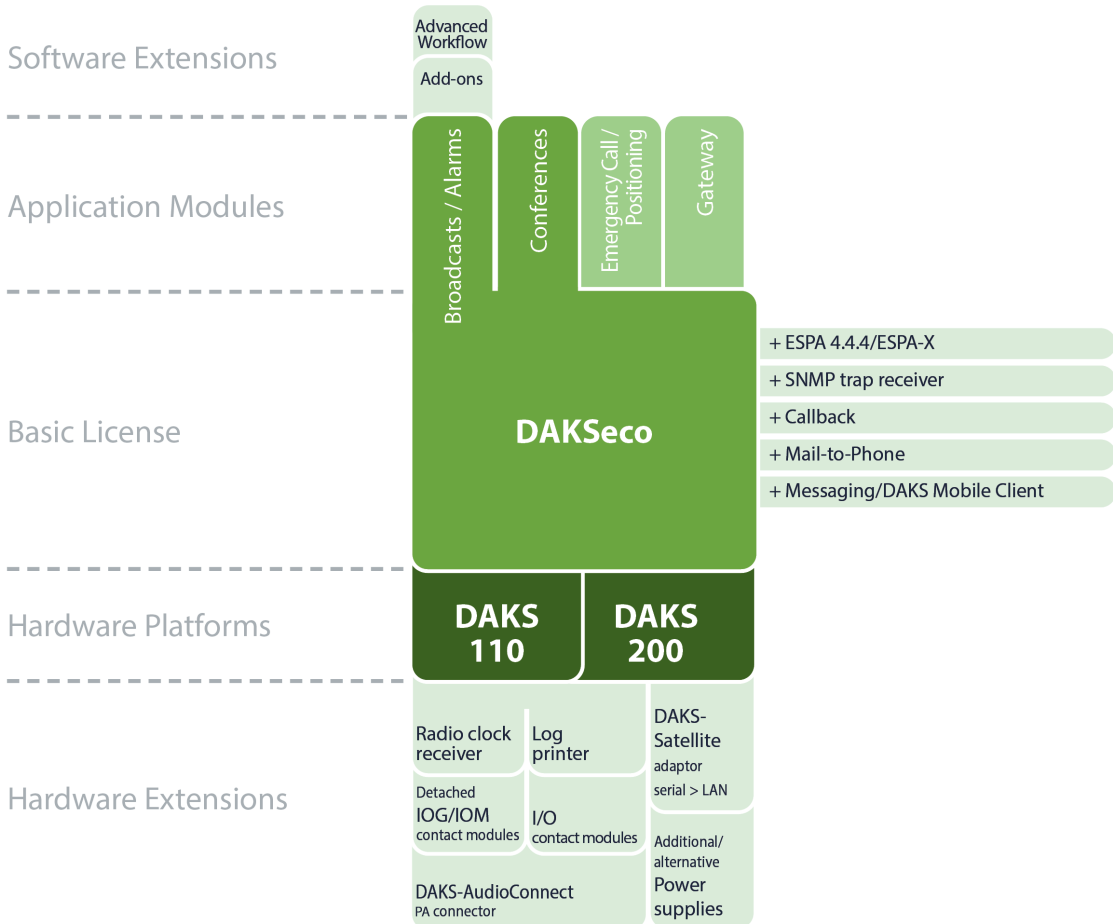 Software Extensions
Advanced
Workflow
Add-ons
Application Modules
Broadcasts / Alarms
Conferences
Emergency Call /
Positioning
Gateway
Basic License
DAKSeco
+ ESPA 4.4.4/ESPA-X
+ SNMP trap receiver
+ Callback
+ Mail-to-Phone
+ Messaging/DAKS Mobile Client
Hardware Platforms
DAKS
110
DAKS
200
Hardware Extensions
Radio clock
receiver
Log
printer
DAKS-
Satellite
adaptor
serial > LAN
Detached
IOG/IOM
contact modules
I/O
contact modules
Additional/
alternative
Power
supplies
DAKS-AudioConnect
PA connector